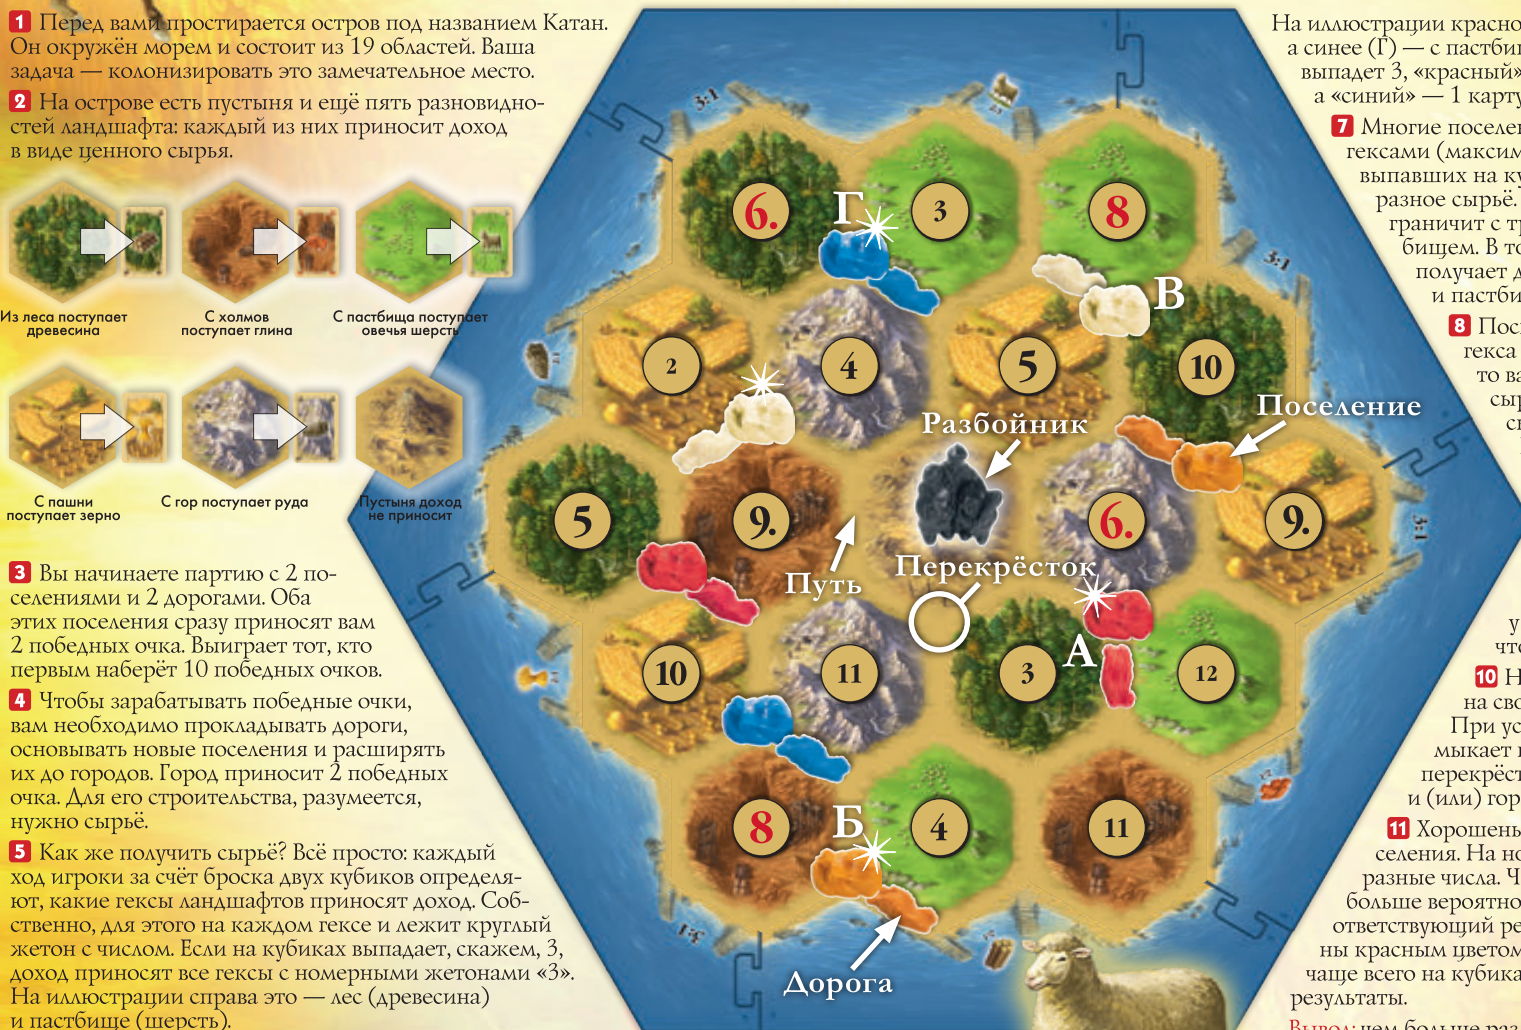 1 Перед вами простирается остров под названием Катан.
Он окружён морем и состоит из 19 областей. Ваша
задача — колонизировать это замечательное место.
2 На острове есть пустыня и ещё пять разновидно-
стей ландшафта: каждый из них приносит доход
в виде ценного сырья.
Из леса поступает
древесина
С холмов
поступает глина
С пастбища поступает
овечья шерсть
С пашни
поступает зерно
С гор поступает руда
Пустыня доход
не приносит
3 Вы начинаете партию с 2 по-
селениями и 2 дорогами. Оба
этих поселения сразу приносят вам
2 победных очка. Выиграет тот, кто
первым наберёт 10 победных очков.
4 Чтобы зарабатывать победные очки,
вам необходимо прокладывать дороги,
основывать новые поселения и расширять
их до городов. Город приносит 2 победных
очка. Для его строительства, разумеется,
нужно сырьё.
5 Как же получить сырьё? Всё просто: каждый
ход игроки за счёт броска двух кубиков определя-
ют, какие гексы ландшафтов приносят доход. Соб-
ственно, для этого на каждом гексе и лежит круглый
жетон с числом. Если на кубиках выпадает, скажем, 3,
доход приносят все гексы с номерными жетонами «3».
На иллюстрации справа это — лес (древесина)
и пастбище (шерсть).
3:1
6. Г 3 8
3:1
В
2 4 5 10
Разбойник
Поселение
5 9. 6. 9.
3:1
Путь
Перекрёсток
10 11 3 А 12
8 Б 4 11
3:1
Дорога
На иллюстрации красно
а синее (Г) — с пастби
выпадет 3, «красный»
а «синий» — 1 карту
7 Многие поселен
гексами (максим
выпавших на ку
разное сырьё.
граничит с тр
бищем. В то
получает д
и пастби
8 Посл
гекса
то ва
сыр
у
что
10 Н
на сво
При ус
мыкает
перекрёст
и (или) гор
11 Хорошень
селения. На но
разные числа. Ч
больше вероятно
ответствующий ре
ны красным цветом
чаще всего на кубика
результаты.
Вывод: чем больше раз